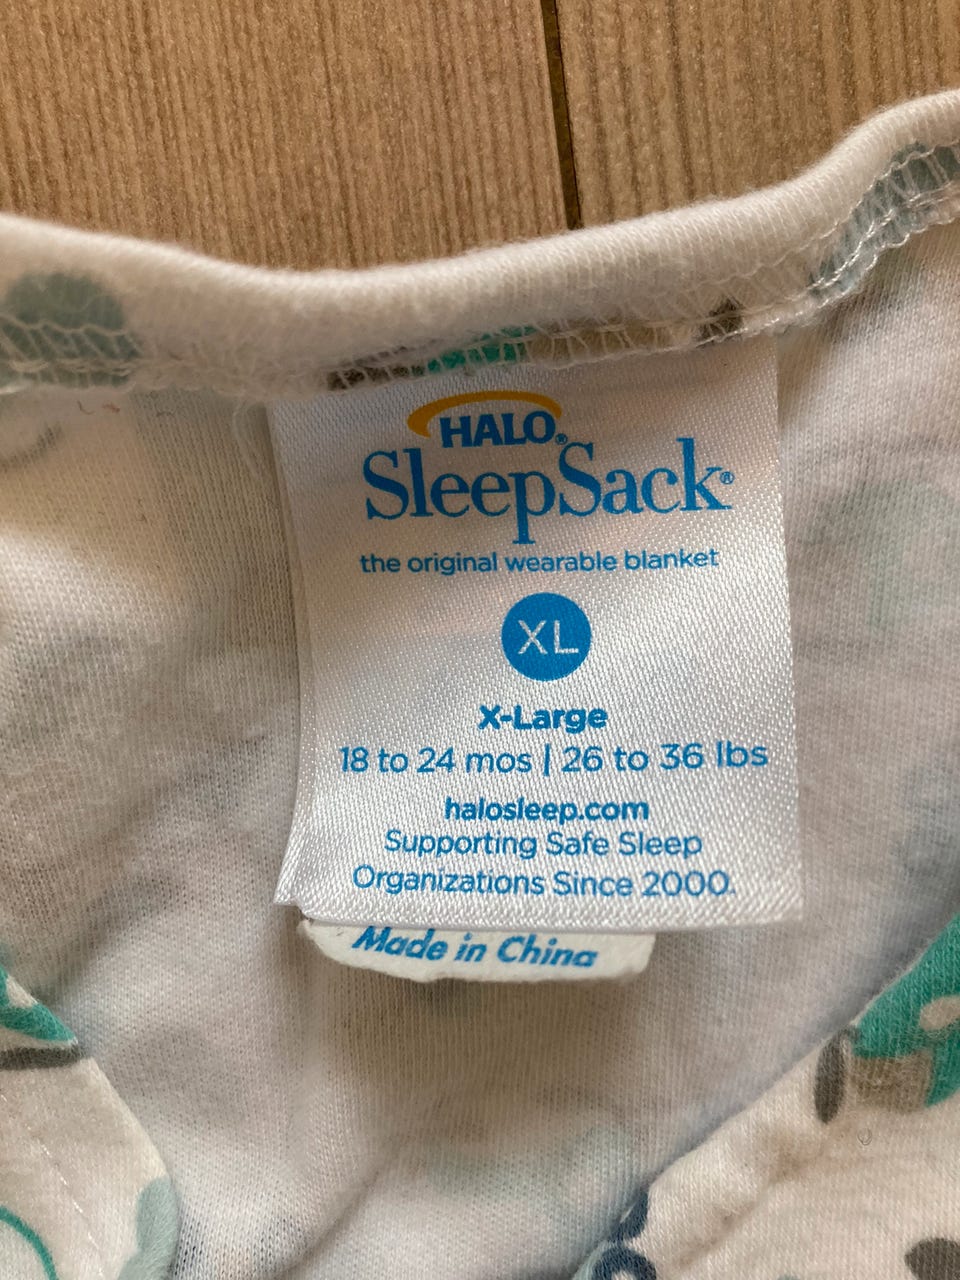 HALO®
SleepSack®
the original wearable blanket
XL
X-Large
18 to 24 mos | 26 to 36 lbs
halosleep.com
Supporting Safe Sleep
Organizations Since 2000.
Made in China